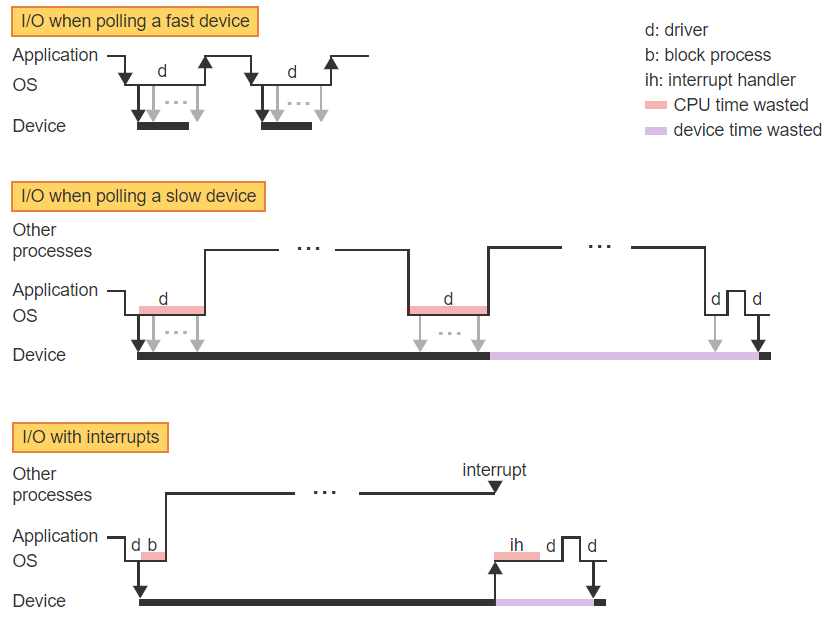 I/O when polling a fast device
d: driver
b: block process
ih: interrupt handler
CPU time wasted
device time wasted
Application
d
d
OS
...
...
Device
I/O when polling a slow device
Other
processes
...
...
Application
d
d
d
d
OS
...
...
Device
I/O with interrupts
Other
processes
...
interrupt
Application
d b
ih
d
d
OS
Device